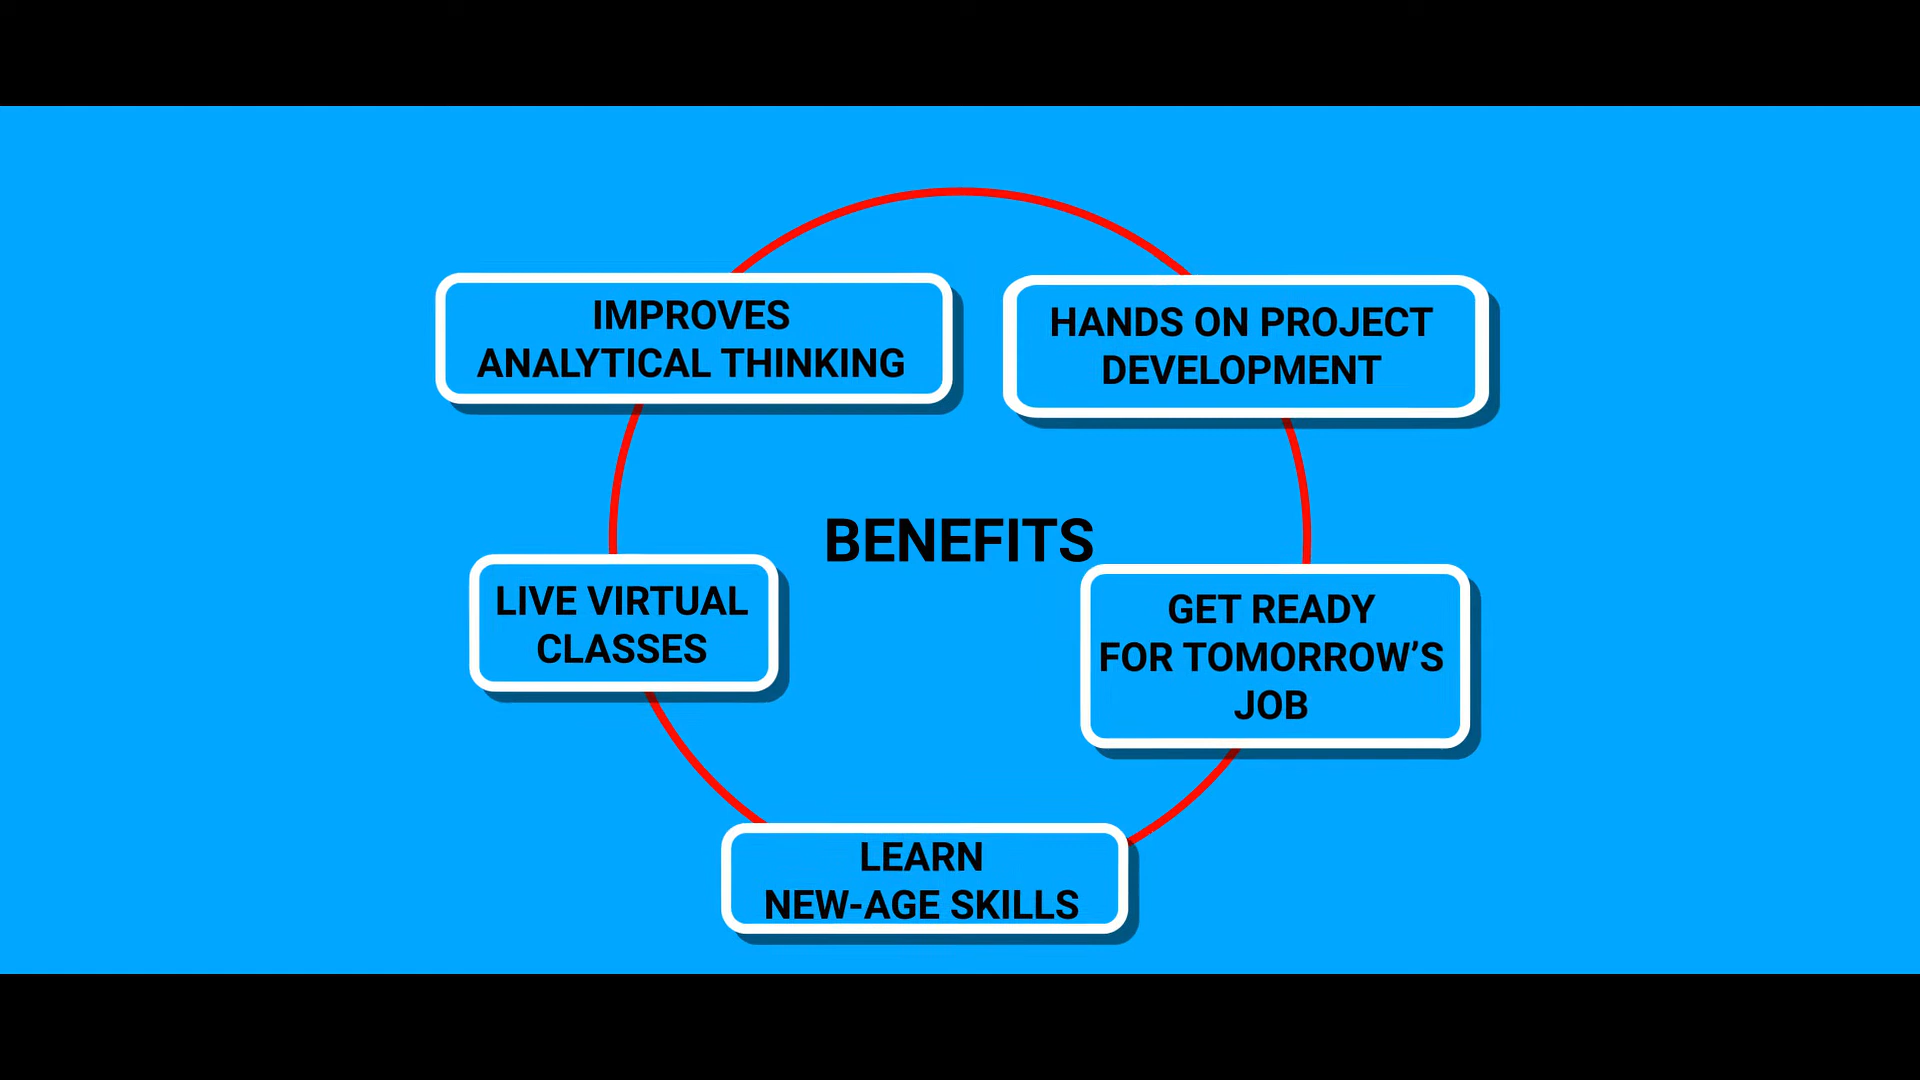 IMPROVES
ANALYTICAL THINKING
HANDS ON PROJECT
DEVELOPMENT
BENEFITS
LIVE VIRTUAL
CLASSES
GET READY
FOR TOMORROW’S
JOB
LEARN
NEW-AGE SKILLS